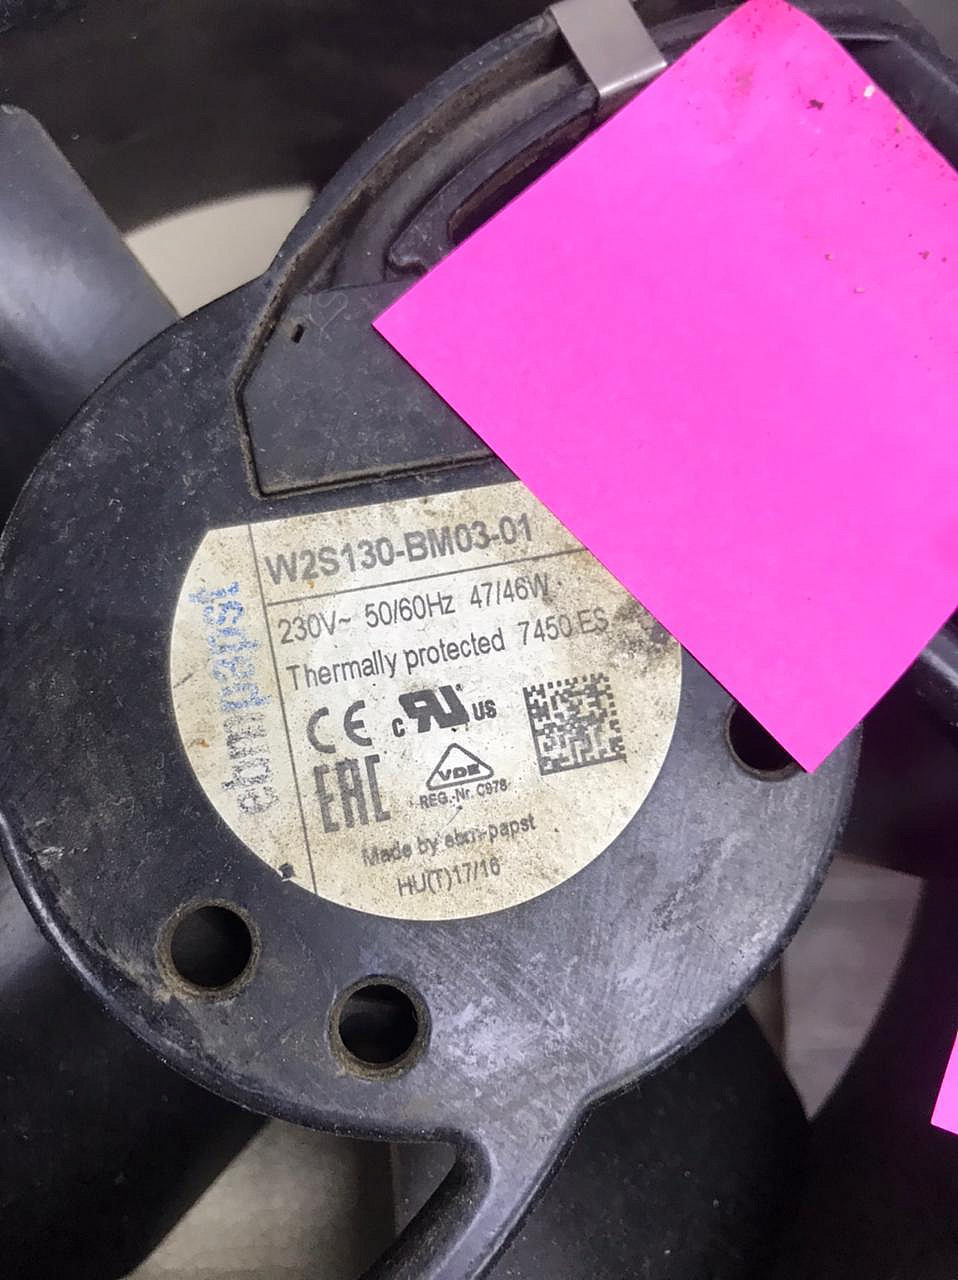 W2S130-BM03-01
230V~ 50/60Hz 47/46W
Thermally protected 7450 ES
CE c RU US
EAC
VDE
REG.-Nr. C978
Made by ebm-papst
HU(T)17/16
ebmpapst